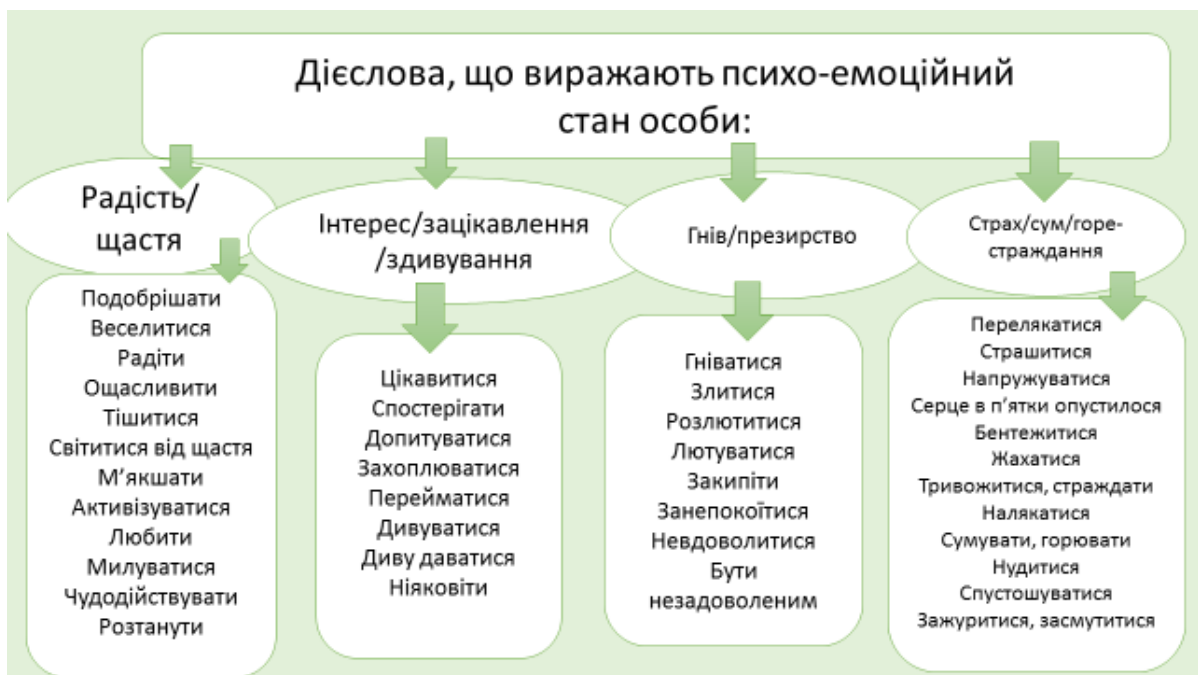 Дієслова, що виражають психо-емоційний
стан особи:
Радість/
щастя
Подобрішати
Веселитися
Радіти
Ощасливити
Тішитися
Світитися від щастя
М’якшати
Активізуватися
Любити
Милуватися
Чудодійствувати
Розтанути
Інтерес/зацікавлення
/здивування
Цікавитися
Спостерігати
Допитуватися
Захоплюватися
Перейматися
Дивуватися
Диву даватися
Ніяковіти
Гнів/презирство
Гніватися
Злитися
Розлютитися
Лютуватися
Закипіти
Занепокоїтися
Невдоволитися
Бути
незадоволеним
Страх/сум/горе-
страждання
Перелякатися
Страшитися
Напружуватися
Серце в п’ятки опустилося
Бентежитися
Жахатися
Тривожитися, страждати
Налякатися
Сумувати, горювати
Нудитися
Спустошуватися
Зажуритися, засмутитися